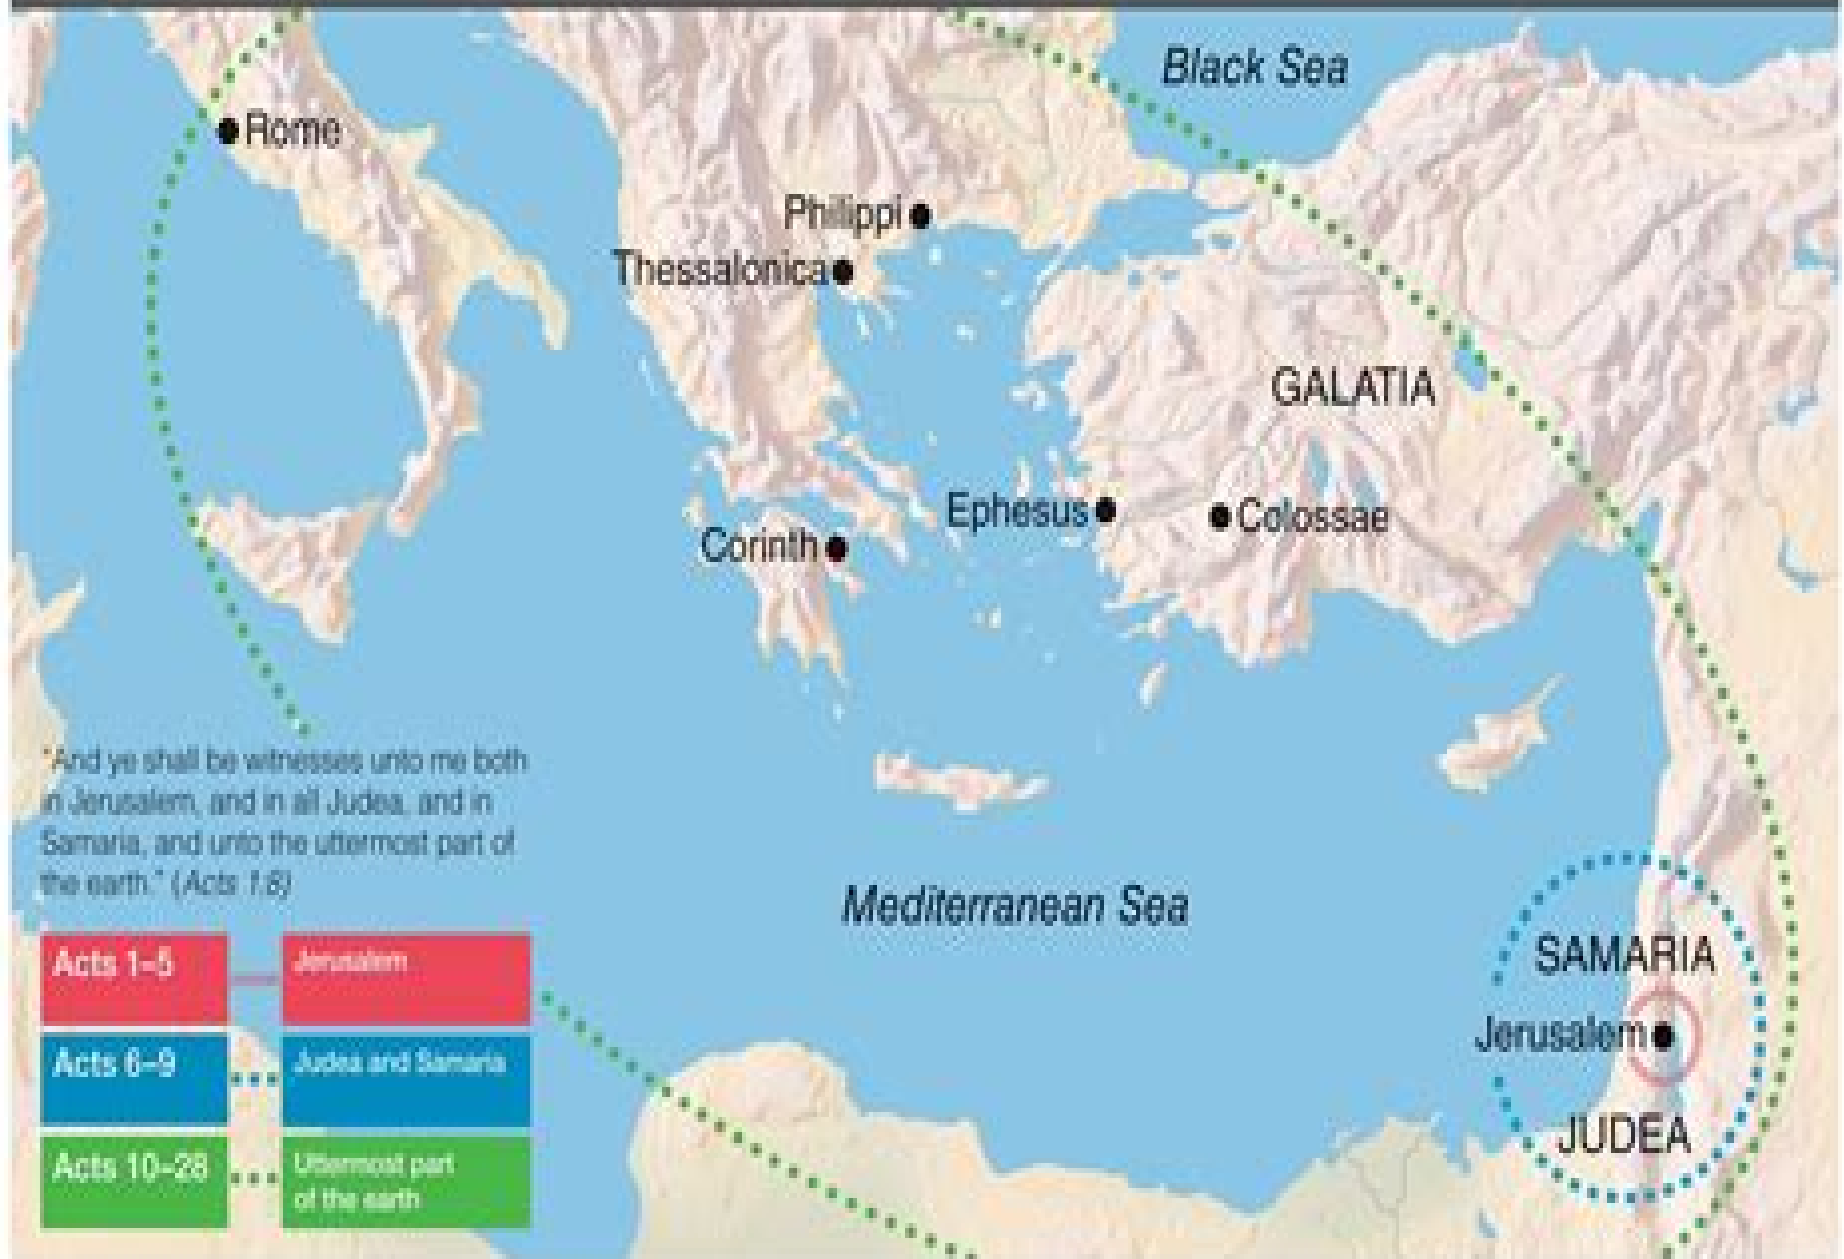 Black Sea
Rome
Philippi
Thessalonica
GALATIA
Ephesus
Colossae
Corinth
"And ye shall be witnesses unto me both
in Jerusalem, and in all Judea, and in
Samaria, and unto the uttermost part of
the earth." (Acts 1:8)
Mediterranean Sea
Acts 1–5 Jerusalem
Acts 6–9 Judea and Samaria
Acts 10–28 Uttermost part
of the earth
SAMARIA
Jerusalem
JUDEA